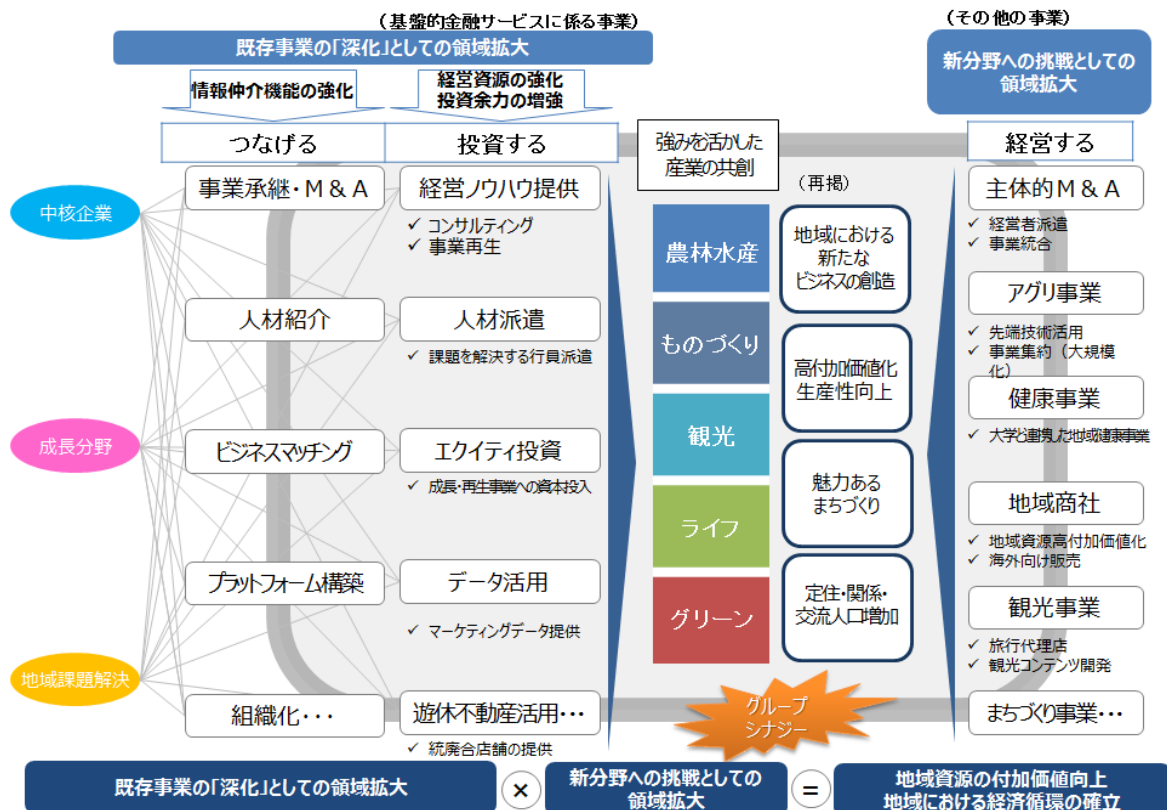 （基盤的金融サービスに係る事業）
既存事業の「深化」としての領域拡大
情報仲介機能の強化
経営資源の強化
投資余力の増強
つなげる
投資する
中核企業
成長分野
地域課題解決
事業承継・M & A
人材紹介
ビジネスマッチング
プラットフォーム構築
組織化・・・
経営ノウハウ提供
✓ コンサルティング
✓ 事業再生
人材派遣
✓ 課題を解決する行員派遣
エクイティ投資
✓ 成長・再生事業への資本投入
データ活用
✓ マーケティングデータ提供
遊休不動産活用・・・
✓ 統廃合店舗の提供
強みを活かした
産業の共創
農林水産
ものづくり
観光
ライフ
グリーン
（再掲）
地域における
新たな
ビジネスの創造
高付加価値化
生産性向上
魅力ある
まちづくり
定住・関係・
交流人口増加
グループ
シナジー
（その他の事業）
新分野への挑戦としての
領域拡大
経営する
主体的M & A
✓ 経営者派遣
✓ 事業統合
アグリ事業
✓ 先端技術活用
✓ 事業集約（大規模
化）
健康事業
✓ 大学と連携した地域健康事業
地域商社
✓ 地域資源高付加価値化
✓ 海外向け販売
観光事業
✓ 旅行代理店
✓ 観光コンテンツ開発
まちづくり事業・・・
既存事業の「深化」としての領域拡大
×
新分野への挑戦としての
領域拡大
=
地域資源の付加価値向上
地域における経済循環の確立